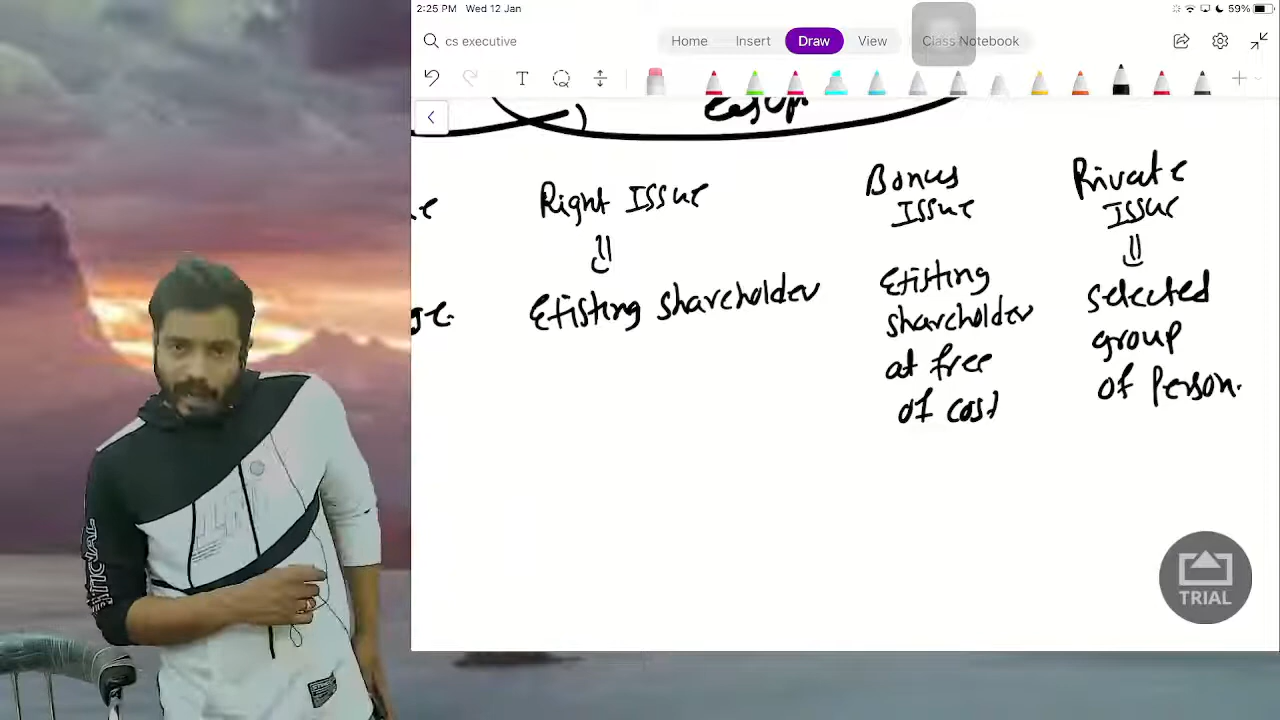 2:25 PM Wed 12 Jan
59%
cs executive
Home Insert Draw View Class Notebook
Right Issue
Bonus
Issue
Private
Issue
Existing shareholder
Existing
shareholder
at free
of cost
selected
group
of person.
TRIAL